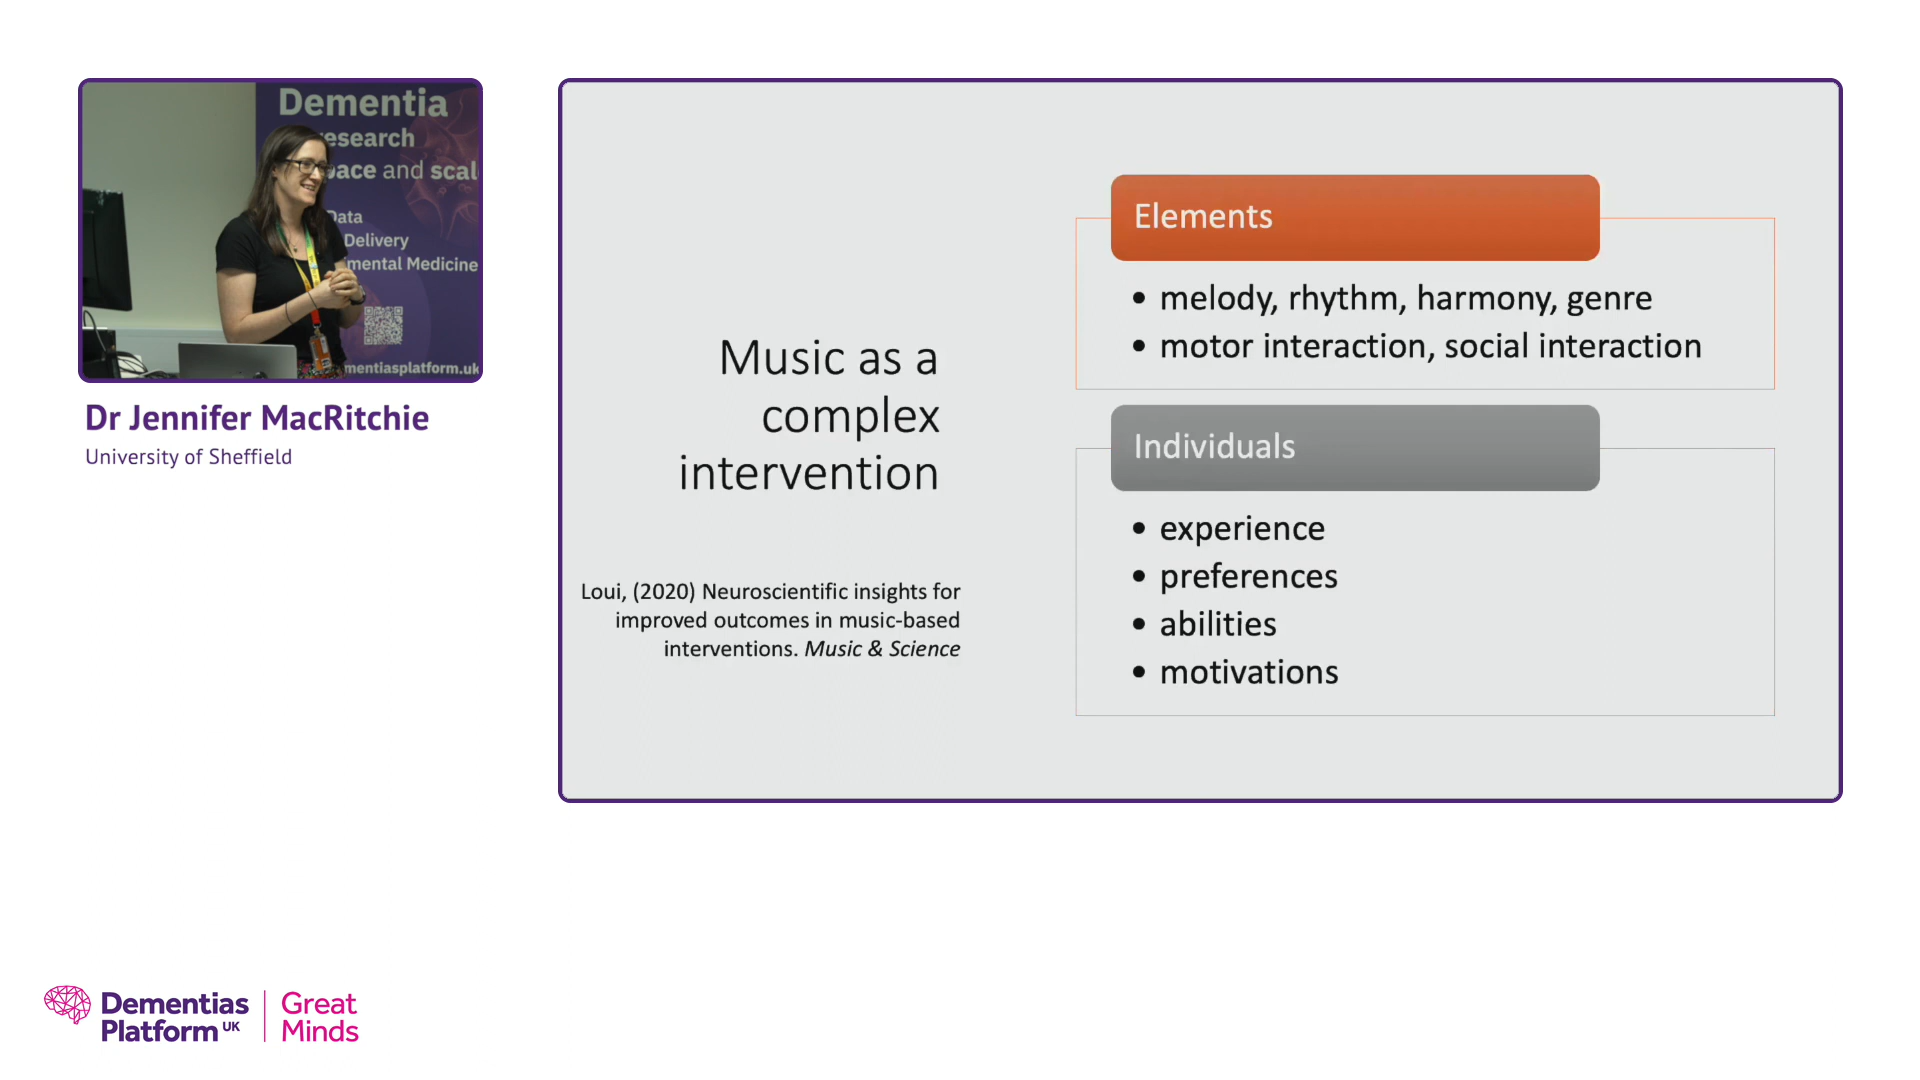 Dementia
esearch
ace and scal
Data
Delivery
mental Medicine
mentiasplatform.uk
Dr Jennifer MacRitchie
University of Sheffield
Music as a
complex
intervention
Loui, (2020) Neuroscientific insights for
improved outcomes in music-based
interventions. Music & Science
Elements
• melody, rhythm, harmony, genre
• motor interaction, social interaction
Individuals
• experience
• preferences
• abilities
• motivations
Dementias
Platform UK
Great
Minds